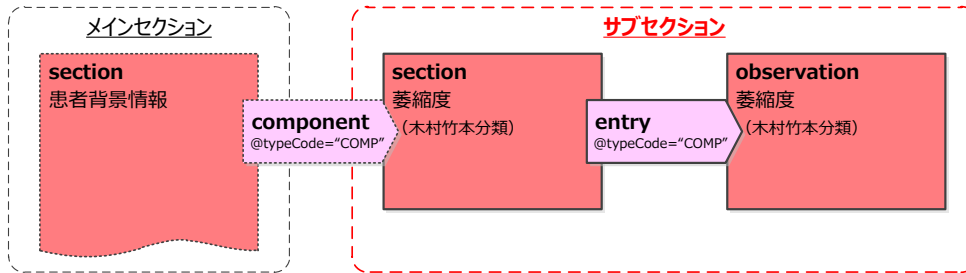 メインセクション
section
患者背景情報
component
@typeCode=“COMP”
サブセクション
section
萎縮度
（木村竹本分類）
entry
@typeCode=“COMP”
observation
萎縮度
（木村竹本分類）